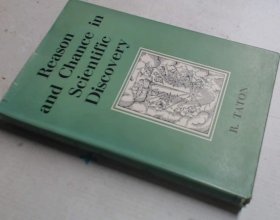 Reason
and Chance in
Scientific
Discovery
R. TATON